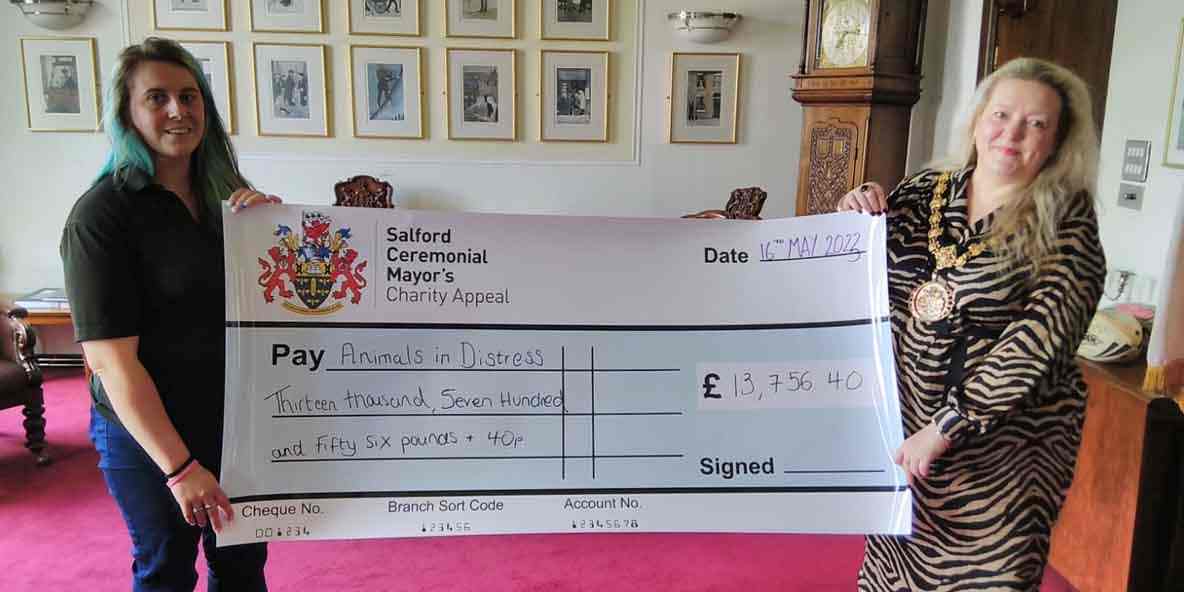 Salford
Ceremonial
Mayor's
Charity Appeal
Date 16TH MAY 2023
Pay Animals in Distress
Thirteen thousand, Seven Hundred
and Fifty Six pounds + 40p
£ 13,756 40
Signed
Cheque No. Branch Sort Code Account No.
001234 123456 12345678